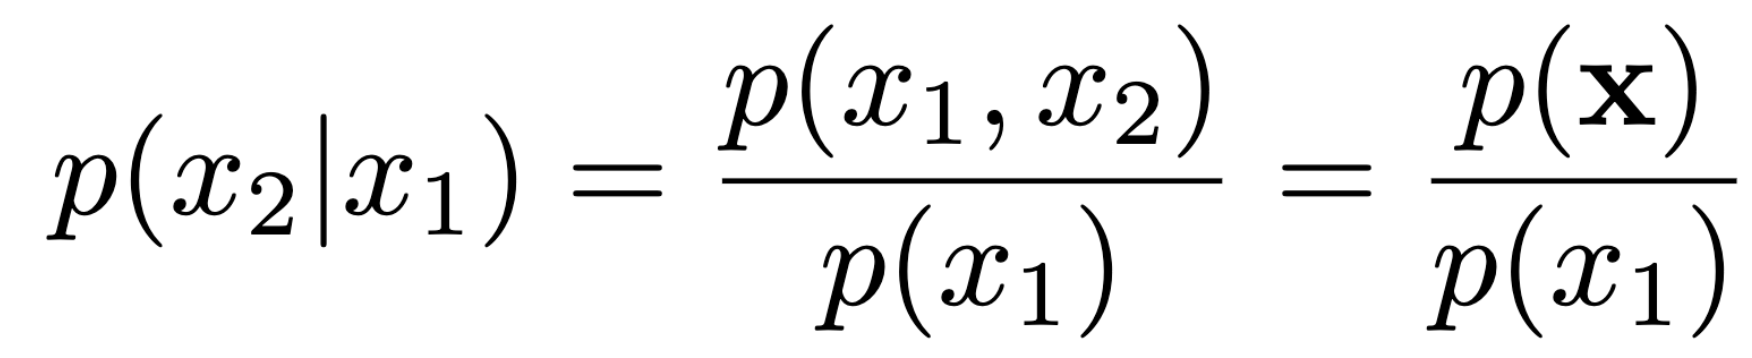 p(x₂|x₁) = p(x₁, x₂) / p(x₁) = p(𝐱) / p(x₁)